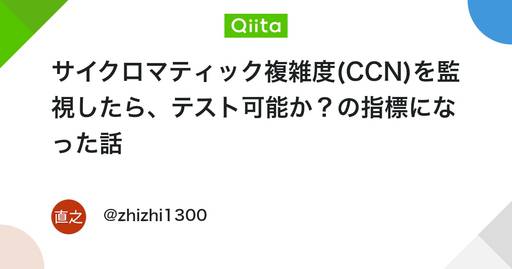 Qiita
サイクロマティック複雑度(CCN)を監
視したら、テスト可能か？の指標にな
った話
直之
@zhizhi1300